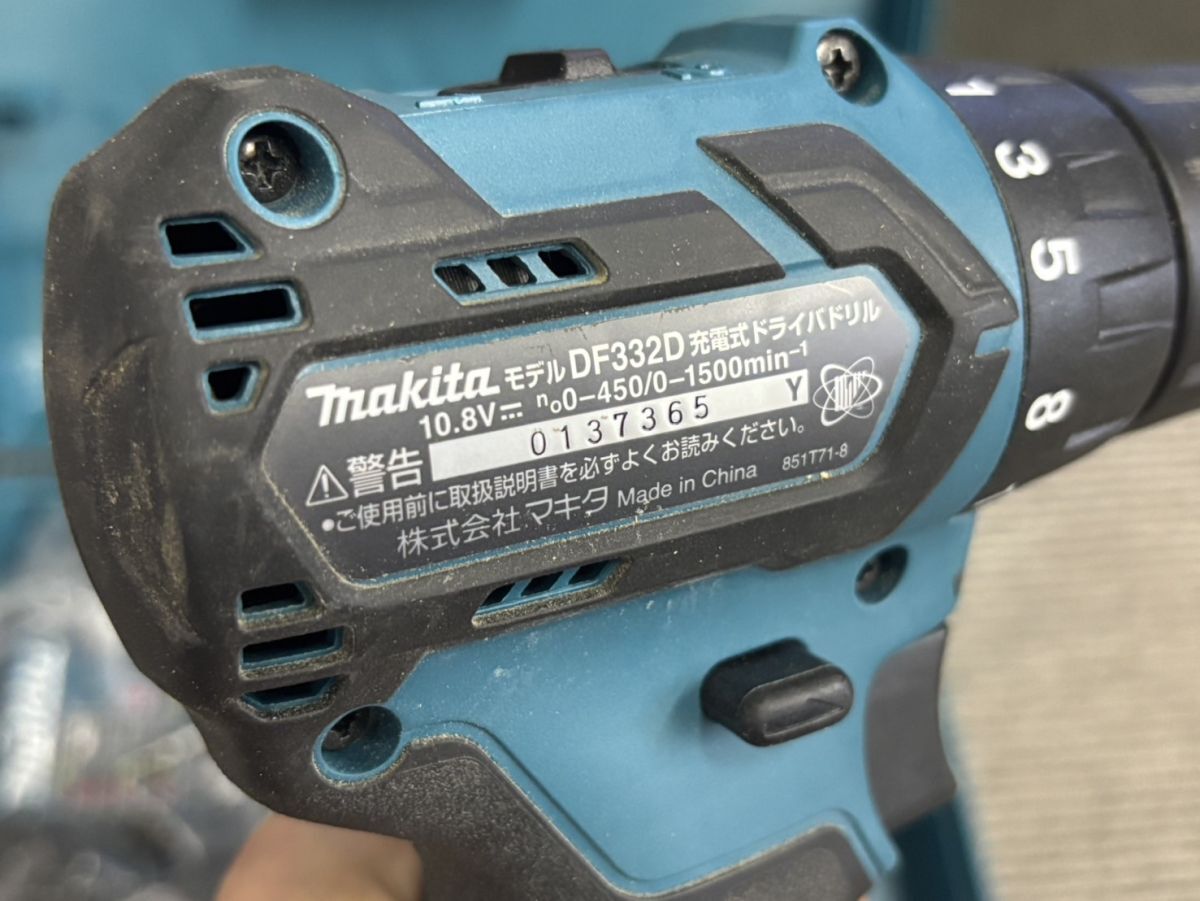 makita モデル DF332D 充電式ドライバドリル
10.8V⎓ n₀0-450/0-1500min⁻¹
0137365 Y
⚠警告
●ご使用前に取扱説明書を必ずよくお読みください。
株式会社 マキタ Made in China 851T71-8
1
3
5
8